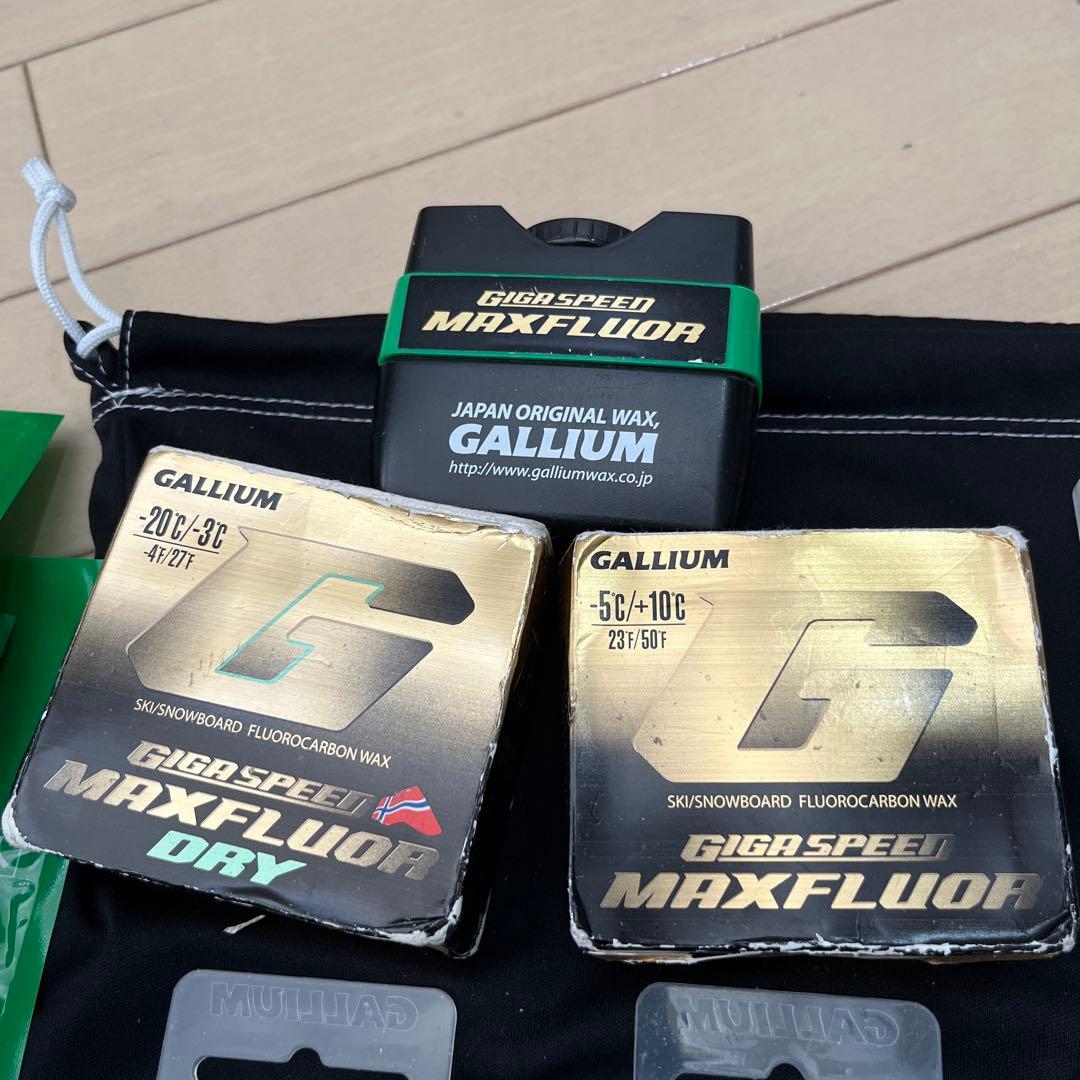 GIGA SPEED
MAXFLUOR
JAPAN ORIGINAL WAX,
GALLIUM
http://www.galliumwax.co.jp
GALLIUM
-20℃/-3℃
-4℉/27℉
SKI/SNOWBOARD FLUOROCARBON WAX
GIGA SPEED
MAXFLUOR
DRY
GALLIUM
-5℃/+10℃
23℉/50℉
SKI/SNOWBOARD FLUOROCARBON WAX
GIGA SPEED
MAXFLUOR
GALLIUM
GALLIUM